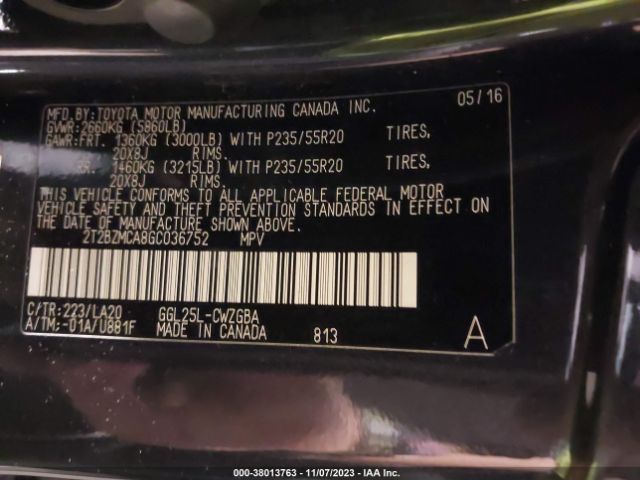 MFD.BY:TOYOTA MOTOR MANUFACTURING CANADA INC. 05/16
GVWR:2660KG (5860LB)
GAWR:FRT. 1360KG (3000LB) WITH P235/55R20 TIRES,
20X8J RIMS.
RR. 1460KG (3215LB) WITH P235/55R20 TIRES,
20X8J RIMS.
THIS VEHICLE CONFORMS TO ALL APPLICABLE FEDERAL MOTOR
VEHICLE SAFETY AND THEFT PREVENTION STANDARDS IN EFFECT ON
THE DATE OF MANUFACTURE SHOWN ABOVE.
2T2BZMCA8GC036752 MPV
C/TR:223/LA20 GGL25L-CWZGBA
A/TM:-01A/U881F MADE IN CANADA 813 A
000-38013763 - 11/07/2023 - IAA Inc.